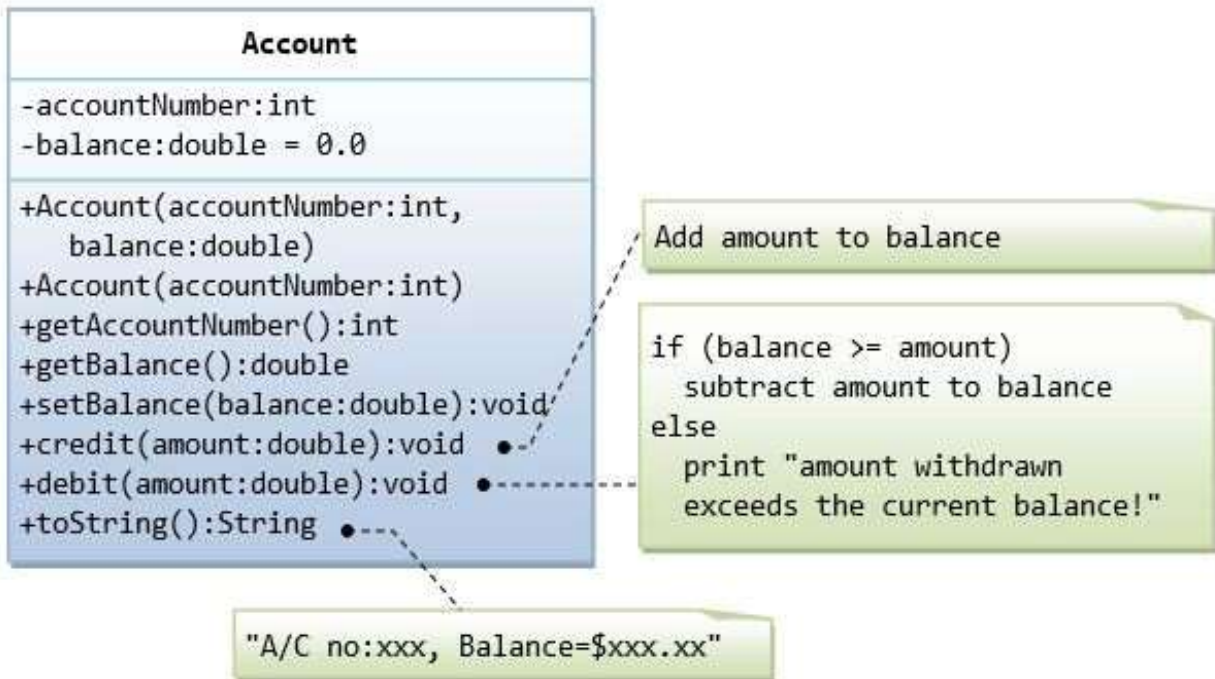 Account
-accountNumber:int
-balance:double = 0.0
+Account(accountNumber:int,
balance:double)
+Account(accountNumber:int)
+getAccountNumber():int
+getBalance():double
+setBalance(balance:double):void
+credit(amount:double):void
+debit(amount:double):void
+toString():String
Add amount to balance
if (balance >= amount)
subtract amount to balance
else
print "amount withdrawn
exceeds the current balance!"
"A/C no:xxx, Balance=$xxx.xx"